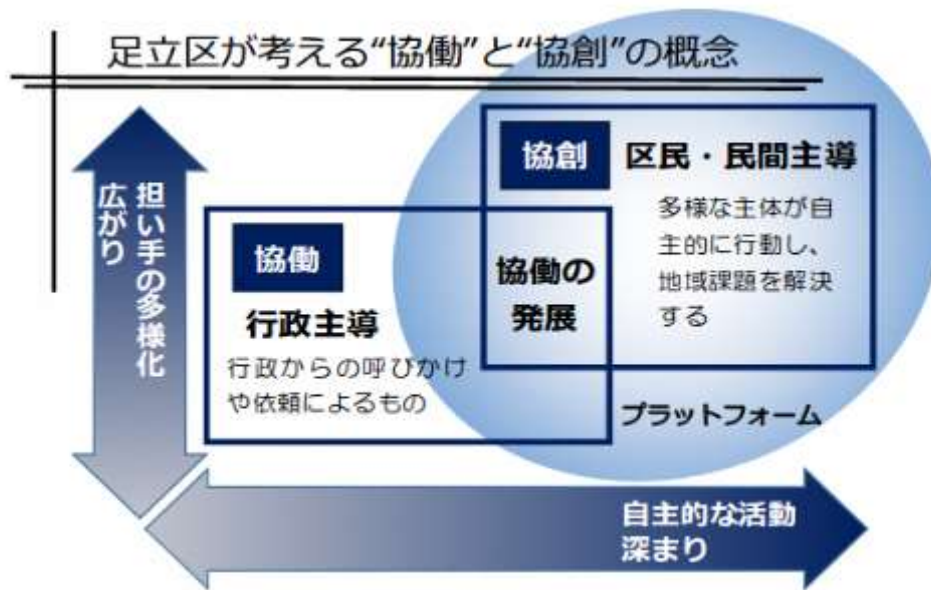 足立区が考える“協働”と“協創”の概念
担い手の多様化
広がり
協創
区民・民間主導
多様な主体が自
主的に行動し、
地域課題を解決
する
協働
行政主導
行政からの呼びかけ
や依頼によるもの
協働の
発展
プラットフォーム
自主的な活動
深まり